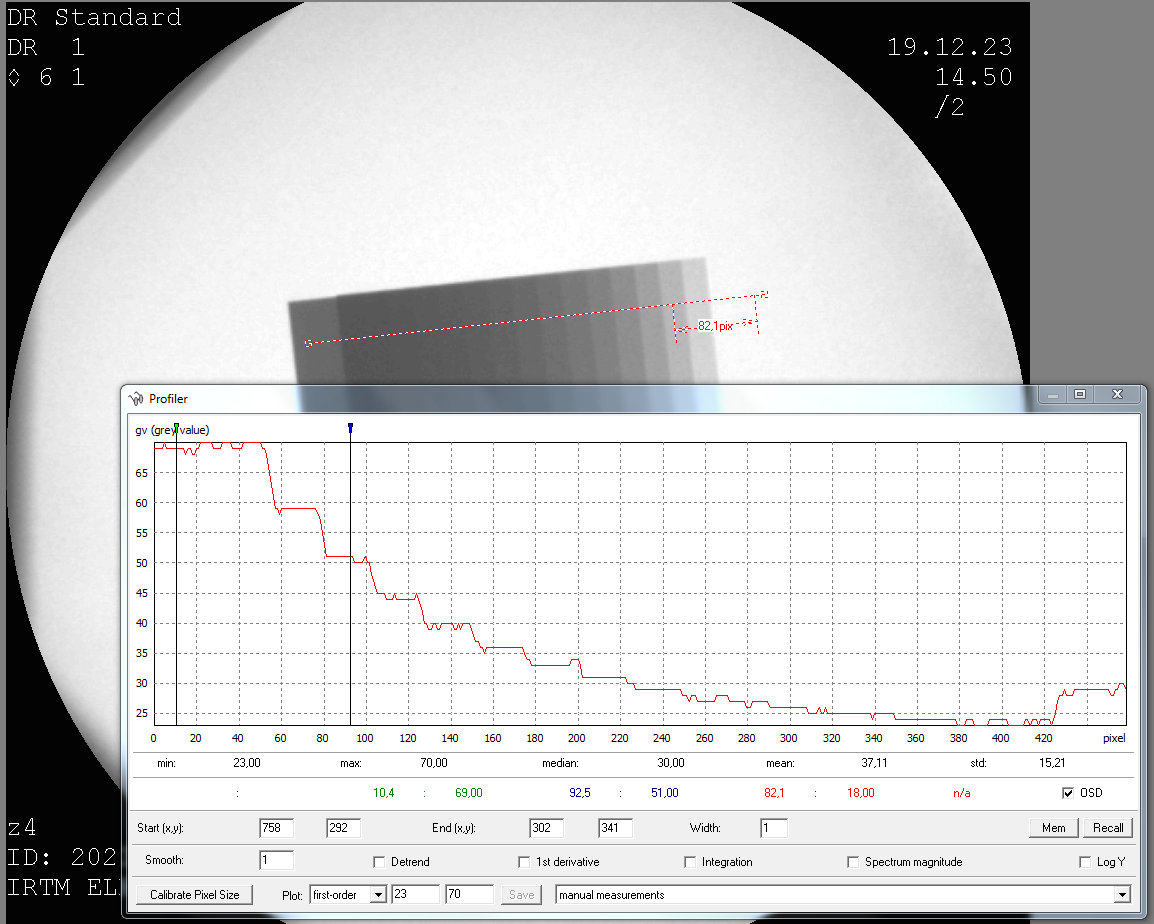 DR Standard
DR 1
◊ 6 1
19.12.23
14.50
/2
82,1pix
Profiler
gv (grey value)
65
60
55
50
45
40
35
30
25
0 20 40 60 80 100 120 140 160 180 200 220 240 260 280 300 320 340 360 380 400 420 pixel
min: 23,00 max: 70,00 median: 30,00 mean: 37,11 std: 15,21
: 10,4 : 69,00 92,5 : 51,00 82,1 : 18,00 n/a OSD
Start (x,y): 758 292 End (x,y): 302 341 Width: 1 Mem Recall
Smooth: 1 Detrend 1st derivative Integration Spectrum magnitude Log Y
Calibrate Pixel Size Plot: first-order 23 70 Save manual measurements
z4
ID: 202
IRTM EL